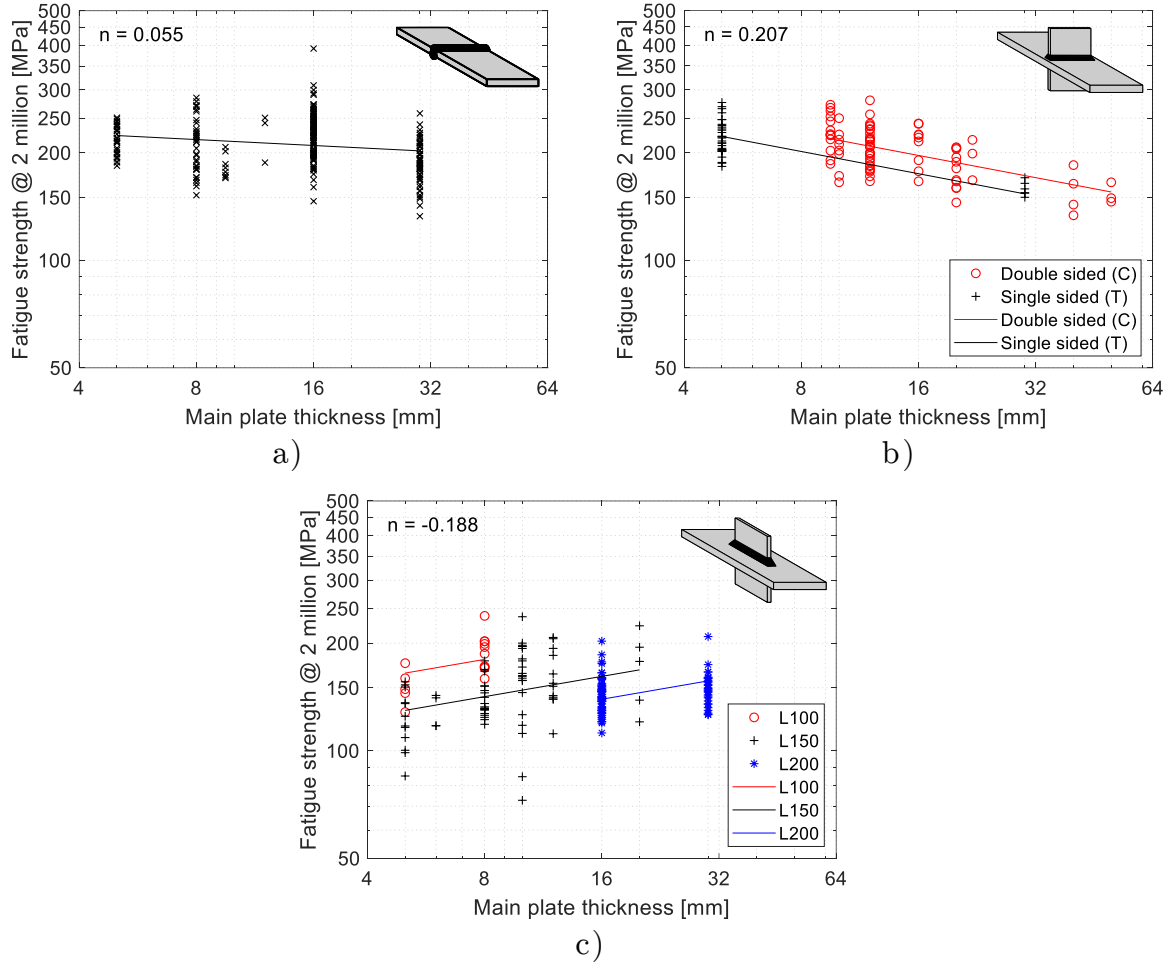 n = 0.055
500
450
400
350
300
250
200
150
100
50
4
8
16
32
64
Fatigue strength @ 2 million [MPa]
Main plate thickness [mm]
a)
n = 0.207
500
450
400
350
300
250
200
150
100
50
4
8
16
32
64
Fatigue strength @ 2 million [MPa]
Main plate thickness [mm]
Double sided (C)
Single sided (T)
Double sided (C)
Single sided (T)
b)
n = -0.188
500
450
400
350
300
250
200
150
100
50
4
8
16
32
64
Fatigue strength @ 2 million [MPa]
Main plate thickness [mm]
L100
L150
L200
L100
L150
L200
c)